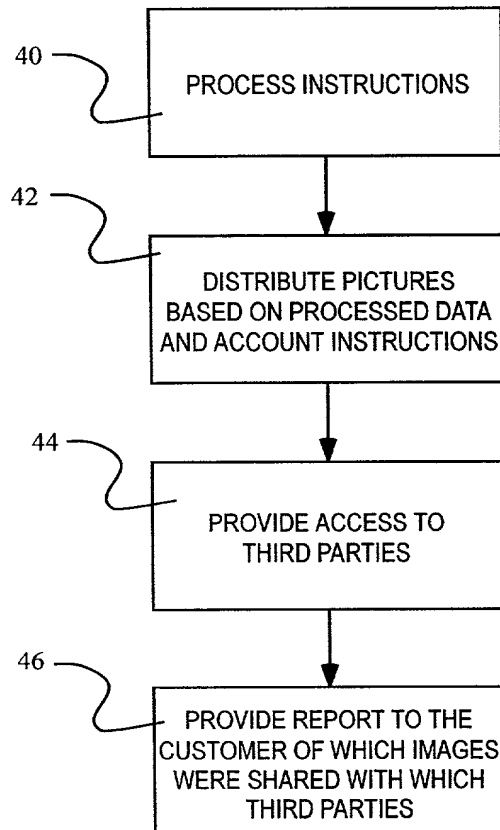 40
PROCESS INSTRUCTIONS
42
DISTRIBUTE PICTURES
BASED ON PROCESSED DATA
AND ACCOUNT INSTRUCTIONS
44
PROVIDE ACCESS TO
THIRD PARTIES
46
PROVIDE REPORT TO THE
CUSTOMER OF WHICH IMAGES
WERE SHARED WITH WHICH
THIRD PARTIES